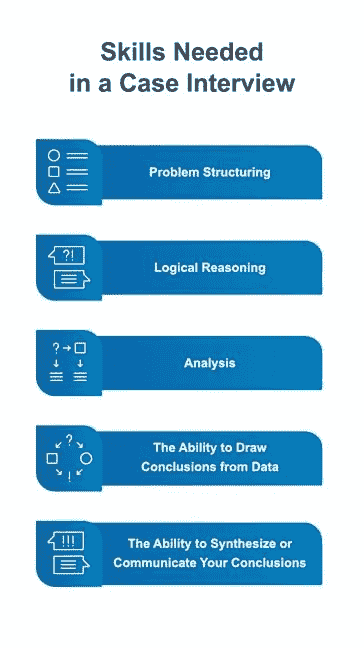 Skills Needed
in a Case Interview
Problem Structuring
?!
Logical Reasoning
?
Analysis
?
!
The Ability to Draw
Conclusions from Data
!!!
The Ability to Synthesize or
Communicate Your Conclusions